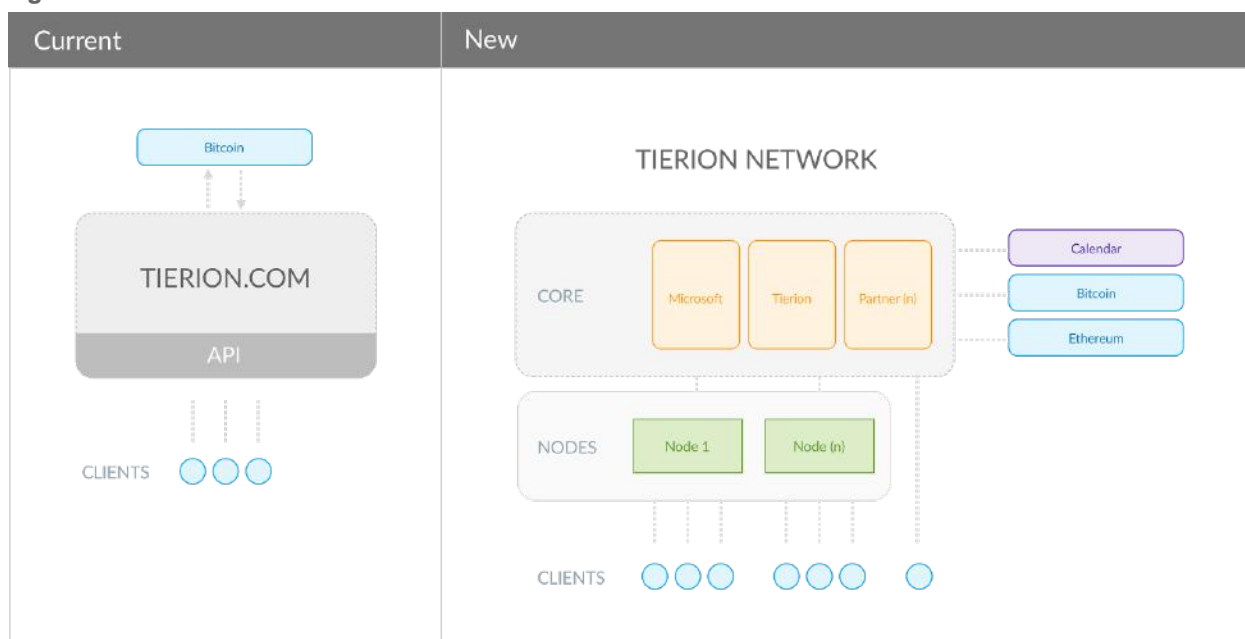 Current
New
Bitcoin
TIERION.COM
API
CLIENTS
TIERION NETWORK
CORE
Microsoft
Tierion
Partner (n)
Calendar
Bitcoin
Ethereum
NODES
Node 1
Node (n)
CLIENTS